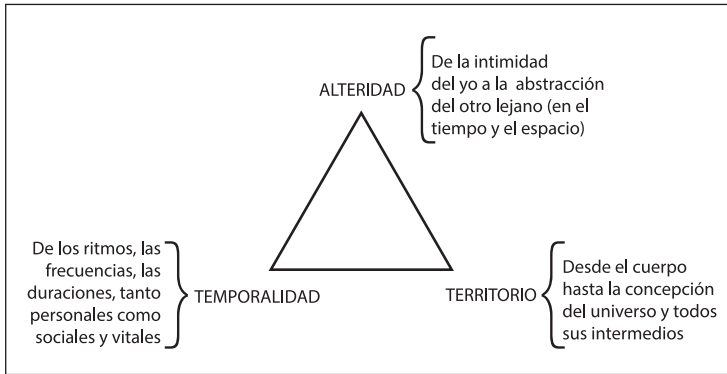 ALTERIDAD
De la intimidad
del yo a la abstracción
del otro lejano (en el
tiempo y el espacio)
De los ritmos, las
frecuencias, las
duraciones, tanto
personales como
sociales y vitales
TEMPORALIDAD
TERRITORIO
Desde el cuerpo
hasta la concepción
del universo y todos
sus intermedios